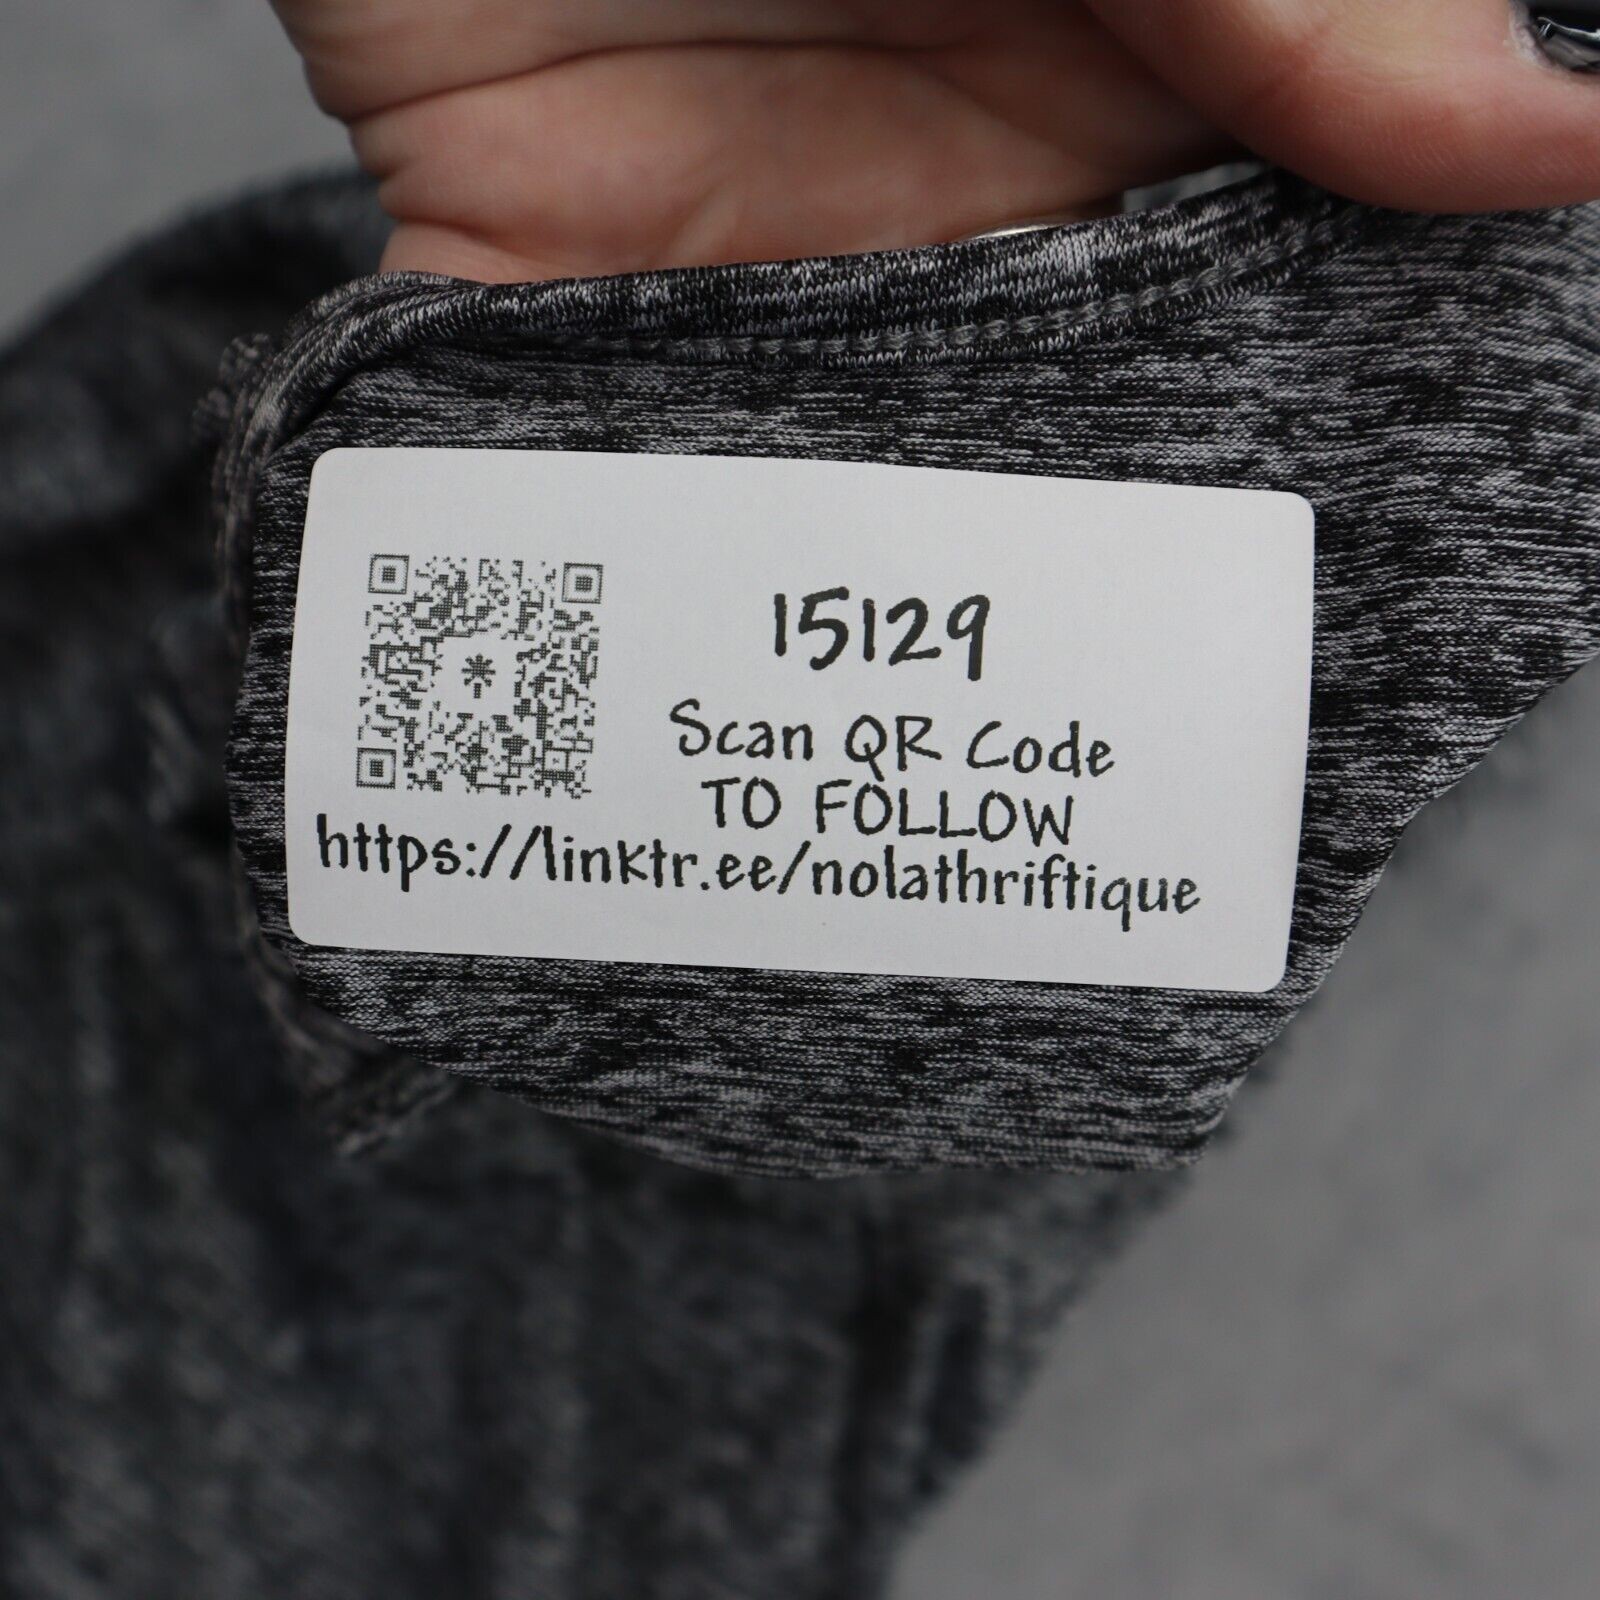 15129
Scan QR Code
TO FOLLOW
https://linktr.ee/nolathriftique